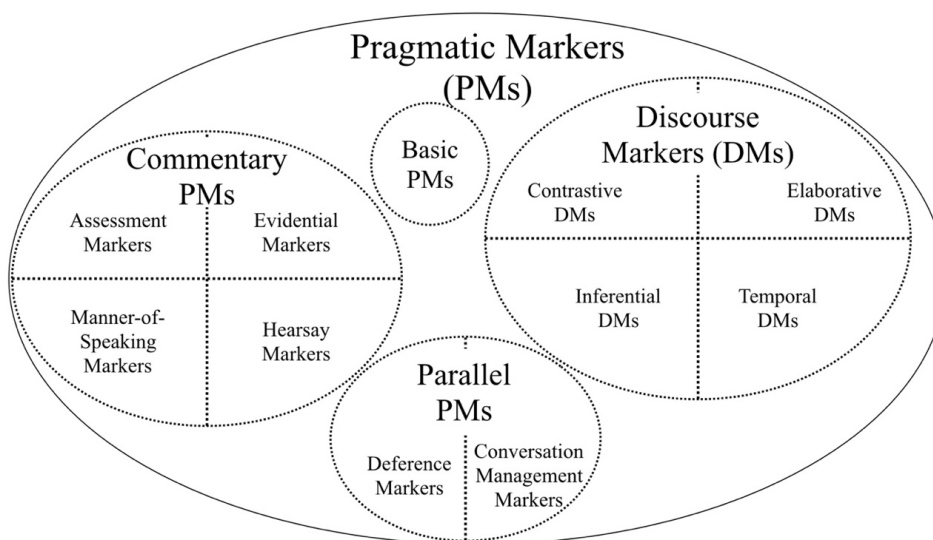 Pragmatic Markers
(PMs)
Commentary
PMs
Assessment
Markers
Evidential
Markers
Manner-of-
Speaking
Markers
Hearsay
Markers
Basic
PMs
Discourse
Markers (DMs)
Contrastive
DMs
Elaborative
DMs
Inferential
DMs
Temporal
DMs
Parallel
PMs
Deference
Markers
Conversation
Management
Markers